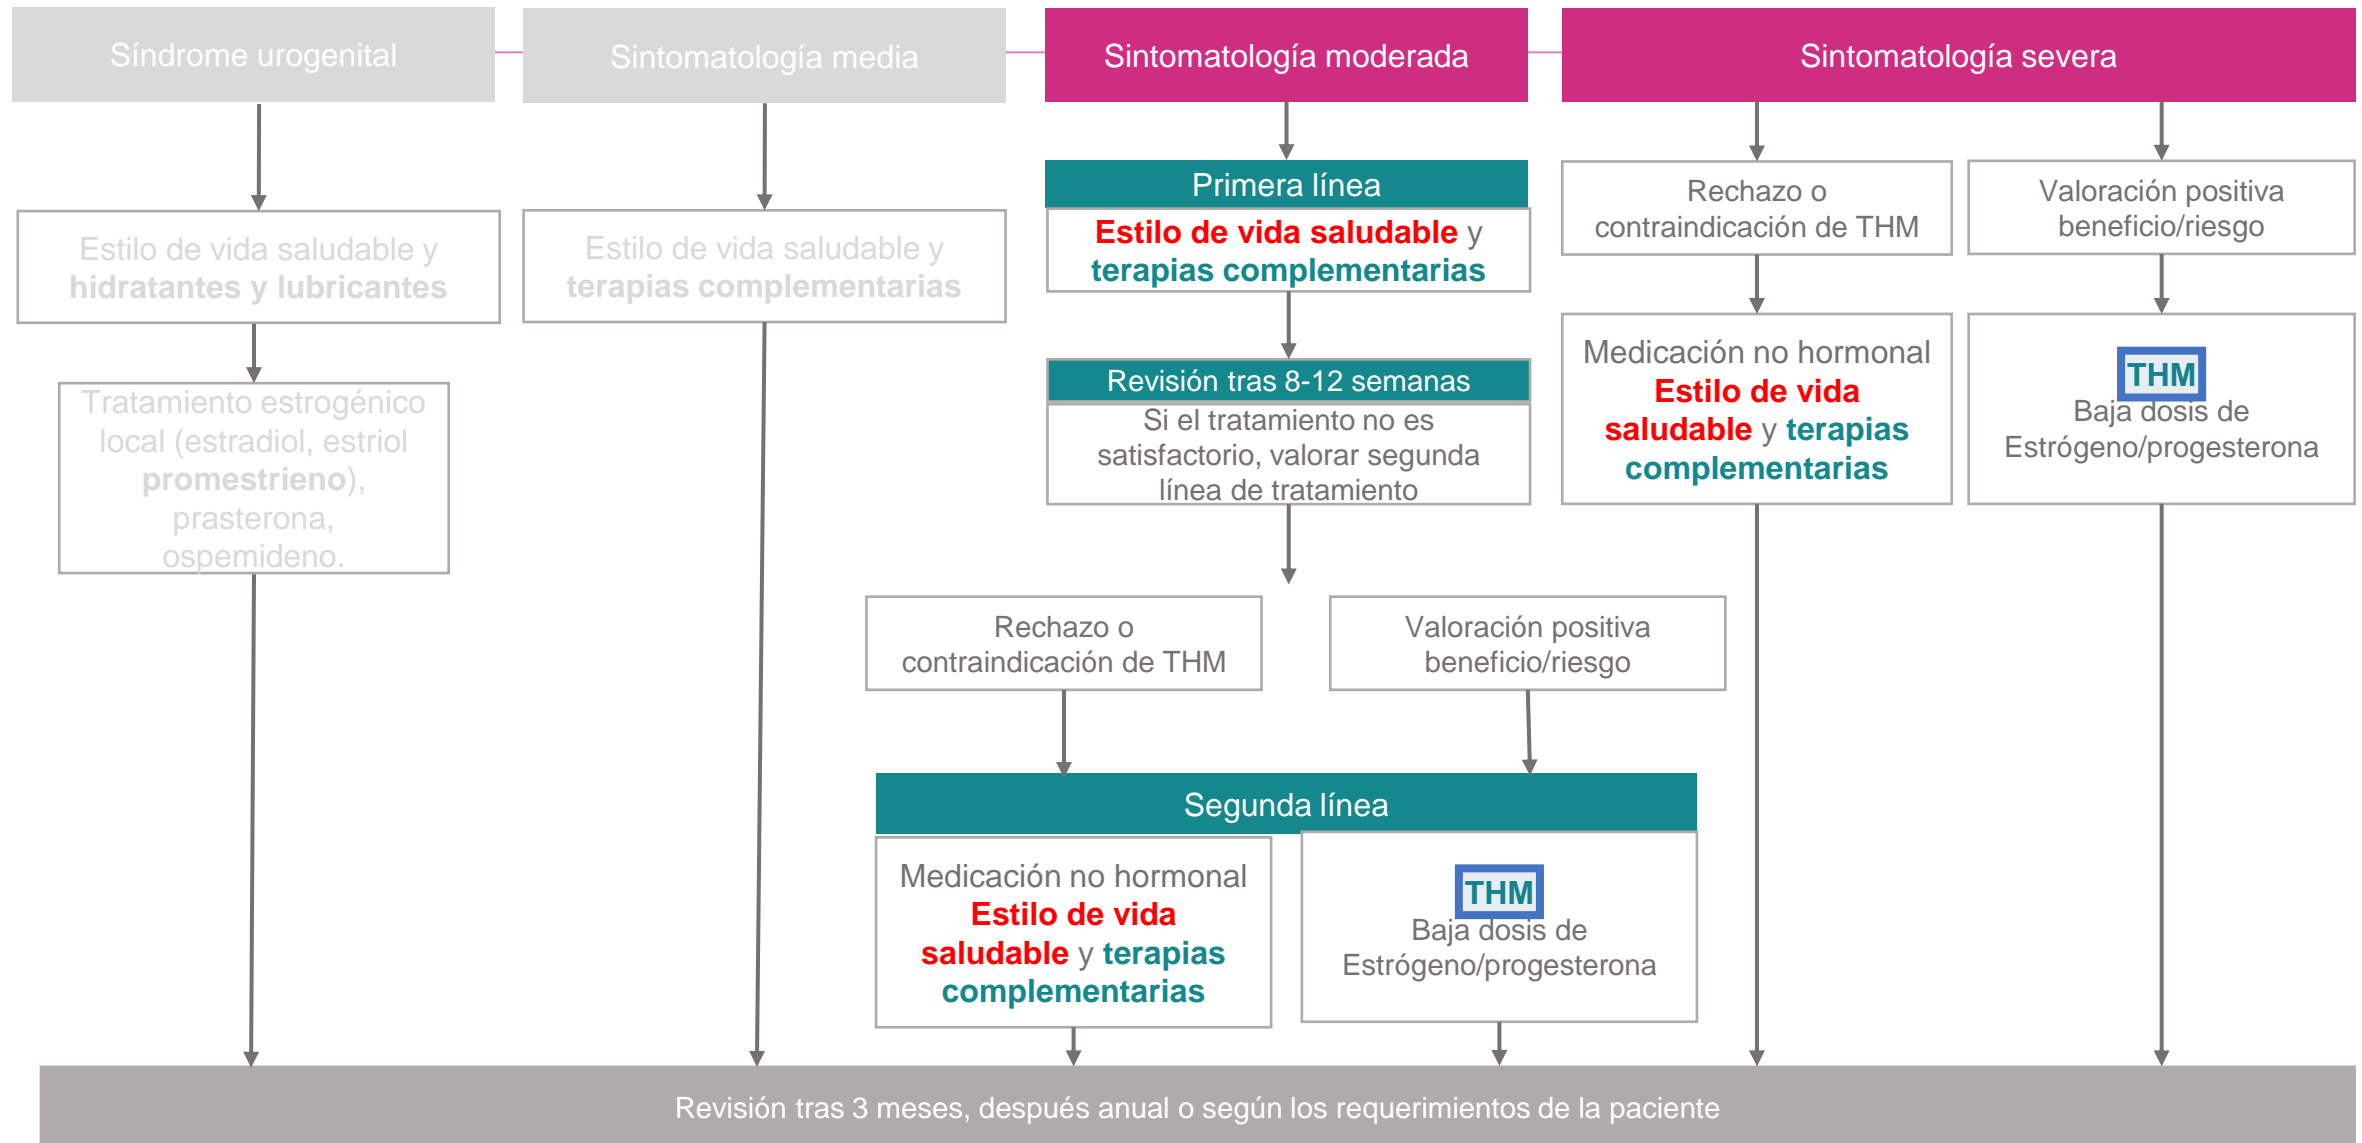 Síndrome urogenital
Sintomatología media
Sintomatología moderada
Sintomatología severa
Estilo de vida saludable y
hidratantes y lubricantes
Tratamiento estrogénico
local (estradiol, estriol
promestrieno),
prasterona,
ospemideno.
Estilo de vida saludable y
terapias complementarias
Primera línea
Estilo de vida saludable y
terapias complementarias
Revisión tras 8-12 semanas
Si el tratamiento no es
satisfactorio, valorar segunda
línea de tratamiento
Rechazo o
contraindicación de THM
Valoración positiva
beneficio/riesgo
Segunda línea
Medicación no hormonal
Estilo de vida
saludable y terapias
complementarias
THM
Baja dosis de
Estrógeno/progesterona
Rechazo o
contraindicación de THM
Medicación no hormonal
Estilo de vida
saludable y terapias
complementarias
Valoración positiva
beneficio/riesgo
THM
Baja dosis de
Estrógeno/progesterona
Revisión tras 3 meses, después anual o según los requerimientos de la paciente